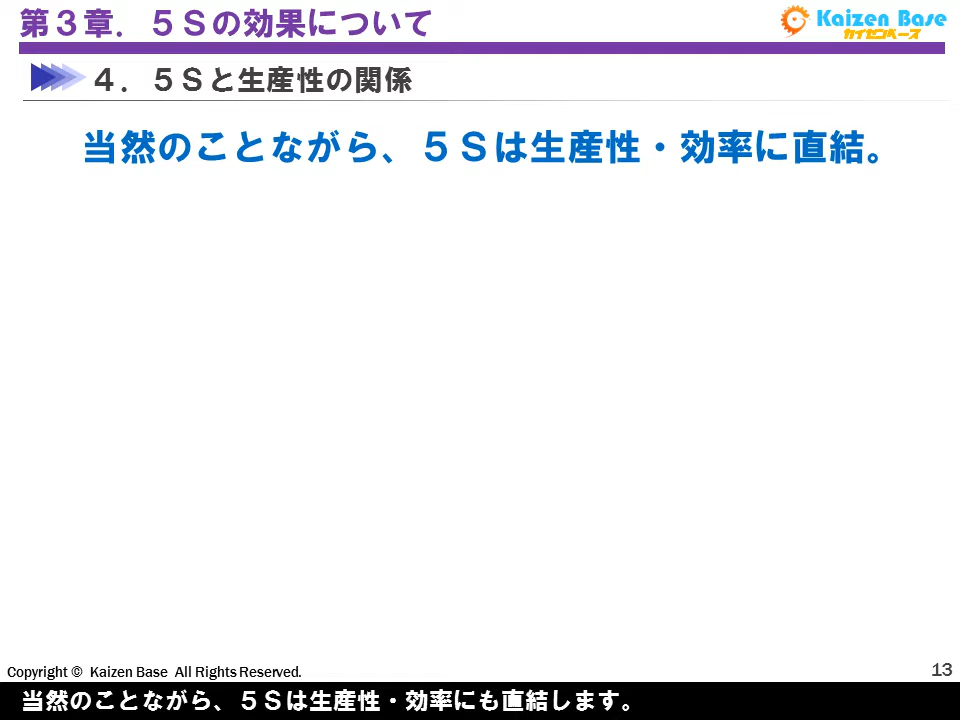 第３章．５Ｓの効果について
Kaizen Base
カイゼンベース
４．５Ｓと生産性の関係
当然のことながら、５Ｓは生産性・効率に直結。
Copyright © Kaizen Base All Rights Reserved.
13
当然のことながら、５Ｓは生産性・効率にも直結します。